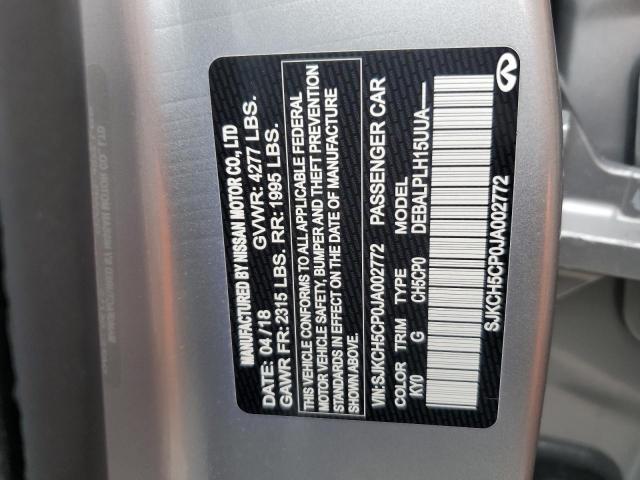 MANUFACTURED BY NISSAN MOTOR CO., LTD
DATE: 04/18 GVWR: 4277 LBS.
GAWR FR: 2315 LBS. RR: 1995 LBS.
THIS VEHICLE CONFORMS TO ALL APPLICABLE FEDERAL
MOTOR VEHICLE SAFETY, BUMPER AND THEFT PREVENTION
STANDARDS IN EFFECT ON THE DATE OF MANUFACTURE
SHOWN ABOVE.
VIN: SJKCH5CP0JA002772 PASSENGER CAR
COLOR TRIM TYPE MODEL
KY0 G CH5CP0 DEBALPLH15UUA----
SJKCH5CP0JA002772